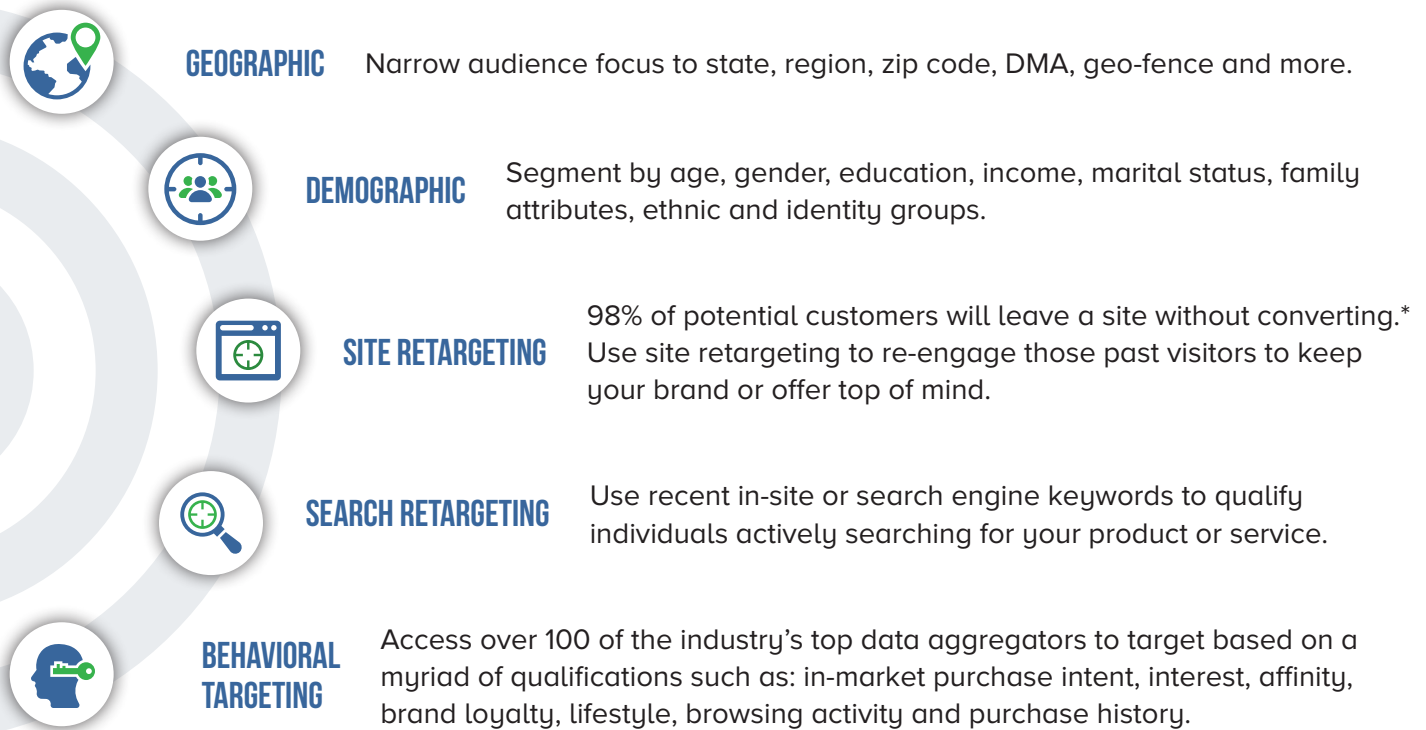 GEOGRAPHIC
Narrow audience focus to state, region, zip code, DMA, geo-fence and more.
DEMOGRAPHIC
Segment by age, gender, education, income, marital status, family
attributes, ethnic and identity groups.
SITE RETARGETING
98% of potential customers will leave a site without converting.*
Use site retargeting to re-engage those past visitors to keep
your brand or offer top of mind.
SEARCH RETARGETING
Use recent in-site or search engine keywords to qualify
individuals actively searching for your product or service.
BEHAVIORAL
TARGETING
Access over 100 of the industry’s top data aggregators to target based on a
myriad of qualifications such as: in-market purchase intent, interest, affinity,
brand loyalty, lifestyle, browsing activity and purchase history.